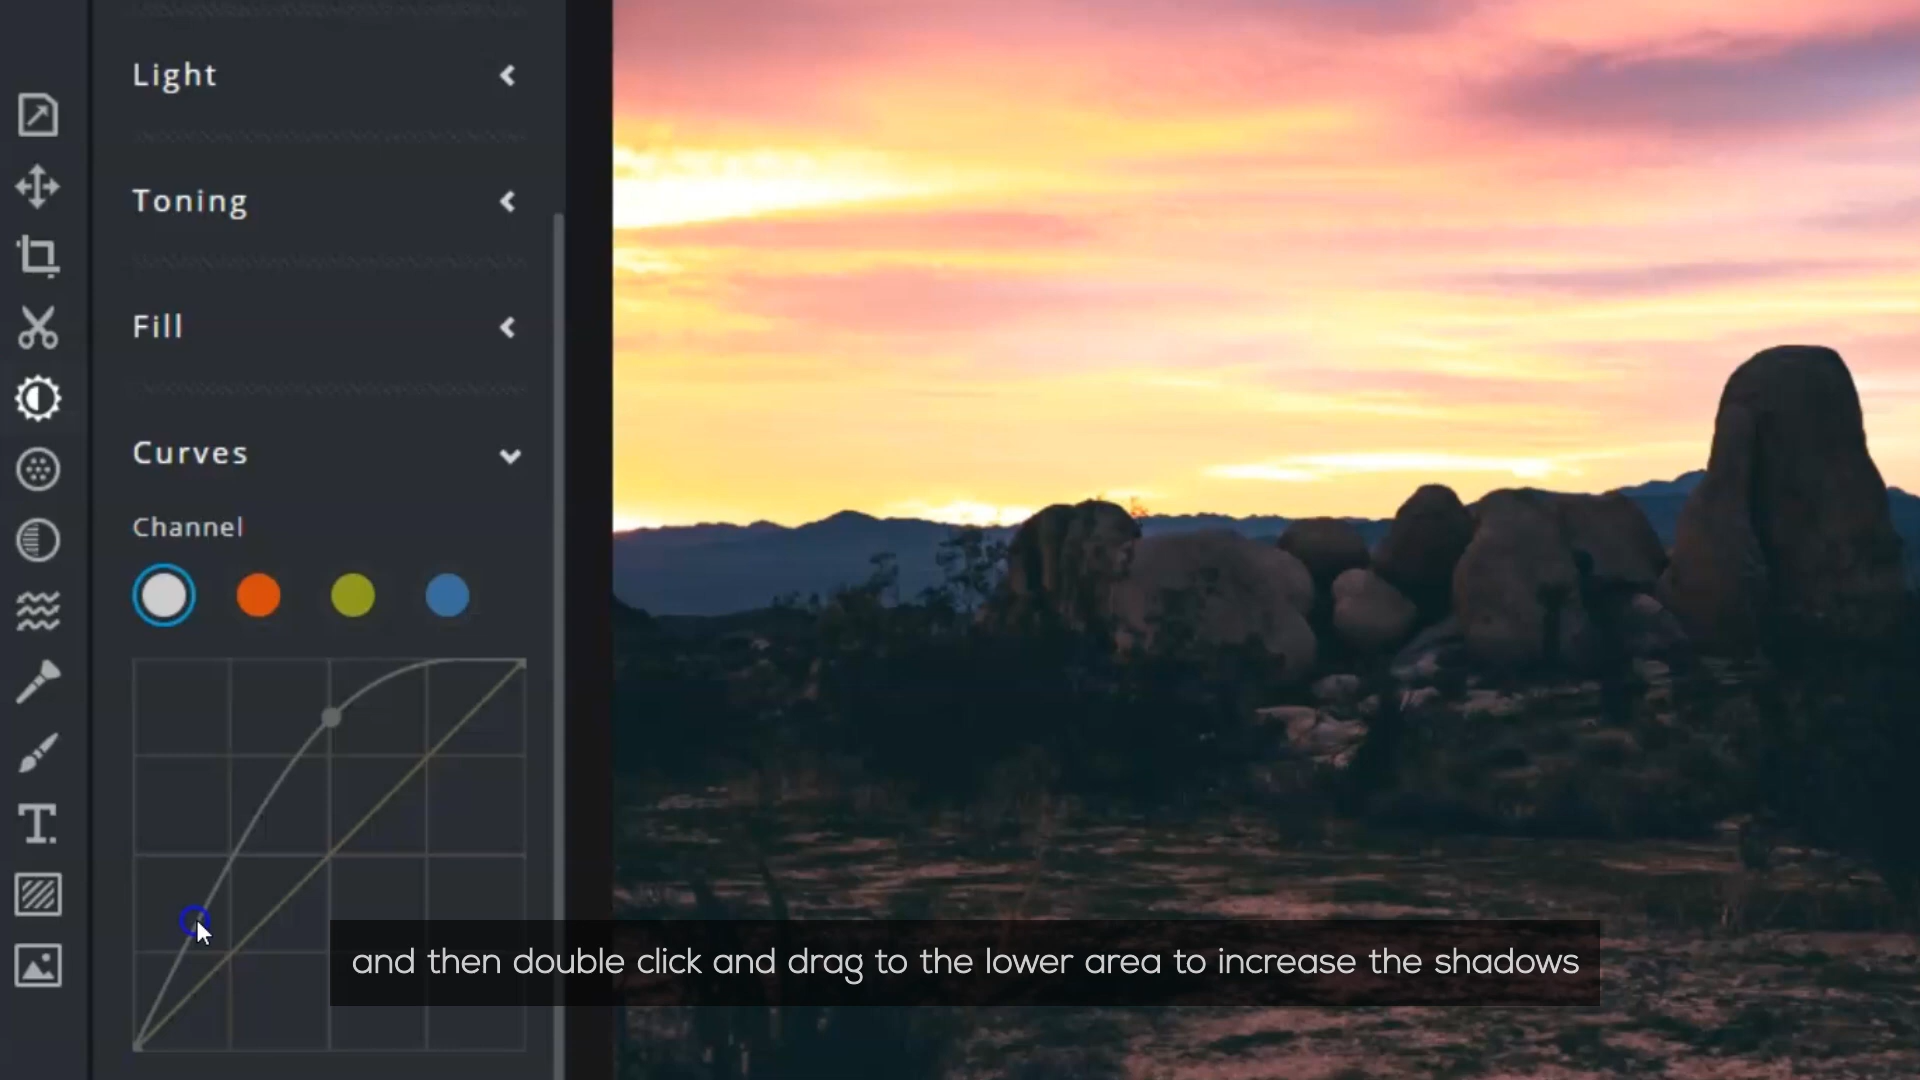 Light
Toning
Fill
Curves
Channel
and then double click and drag to the lower area to increase the shadows